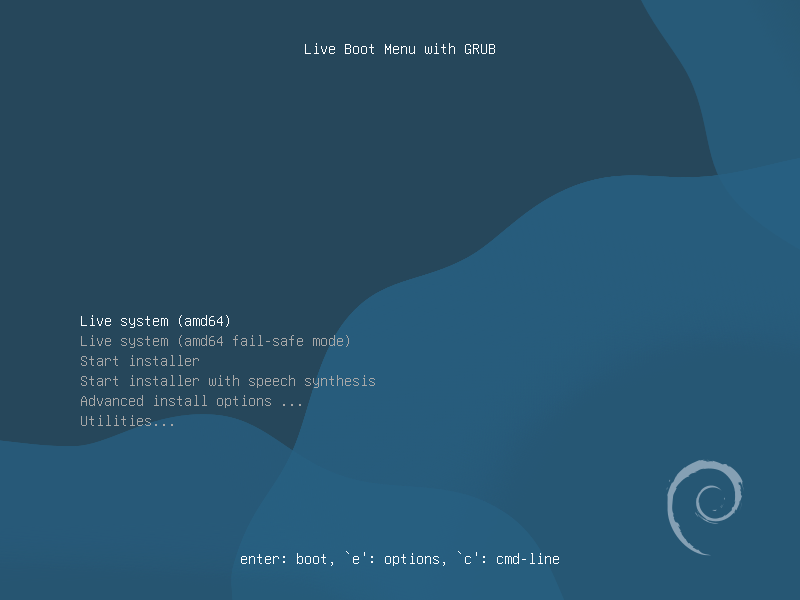 Live Boot Menu with GRUB
Live system (amd64)
Live system (amd64 fail-safe mode)
Start installer
Start installer with speech synthesis
Advanced install options ...
Utilities...
enter: boot, `e': options, `c': cmd-line